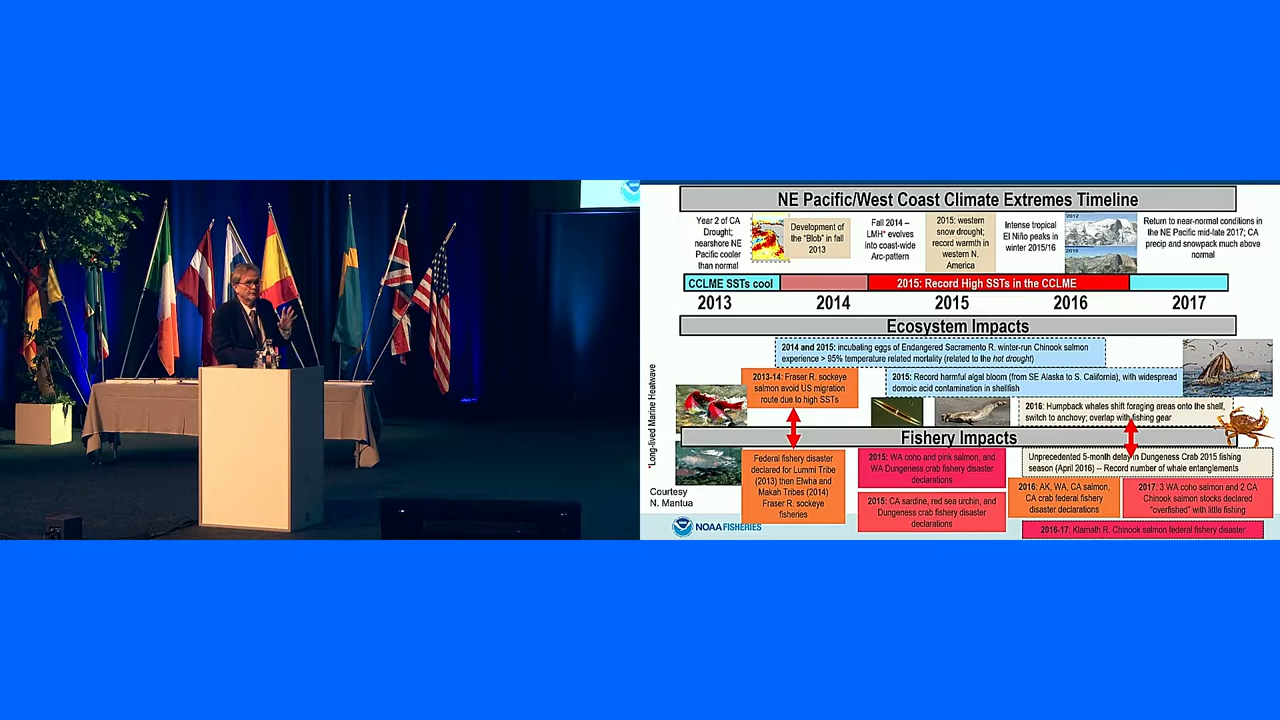 NE Pacific/West Coast Climate Extremes Timeline
Year 2 of CA
Drought;
nearshore NE
Pacific cooler
than normal
Development of
the “Blob” in fall
2013
Fall 2014 –
LMH* evolves
into coast-wide
Arc-pattern
2015: western
snow drought;
record warmth in
western N.
America
Intense tropical
El Niño peaks in
winter 2015/16
2012
2015
Return to near-normal conditions in
the NE Pacific mid-late 2017; CA
precip and snowpack much above
normal
CCLME SSTs cool
2015: Record High SSTs in the CCLME
2013
2014
2015
2016
2017
Ecosystem Impacts
2014 and 2015: incubating eggs of Endangered Sacramento R. winter-run Chinook salmon
experience > 95% temperature related mortality (related to the hot drought)
2013-14: Fraser R. sockeye
salmon avoid US migration
route due to high SSTs
2015: Record harmful algal bloom (from SE Alaska to S. California), with widespread
domoic acid contamination in shellfish
2016: Humpback whales shift foraging areas onto the shelf,
switch to anchovy; overlap with fishing gear
*Long-lived Marine Heatwave
Fishery Impacts
Federal fishery disaster
declared for Lummi Tribe
(2013) then Elwha and
Makah Tribes (2014)
Fraser R. sockeye
fisheries
2015: WA coho and pink salmon, and
WA Dungeness crab fishery disaster
declarations
2015: CA sardine, red sea urchin, and
Dungeness crab fishery disaster
declarations
Unprecedented 5-month delay in Dungeness Crab 2015 fishing
season (April 2016) – Record number of whale entanglements
2016: AK, WA, CA salmon,
CA crab federal fishery
disaster declarations
2017: 3 WA coho salmon and 2 CA
Chinook salmon stocks declared
“overfished” with little fishing
2016-17: Klamath R. Chinook salmon federal fishery disaster
Courtesy
N. Mantua
NOAA FISHERIES